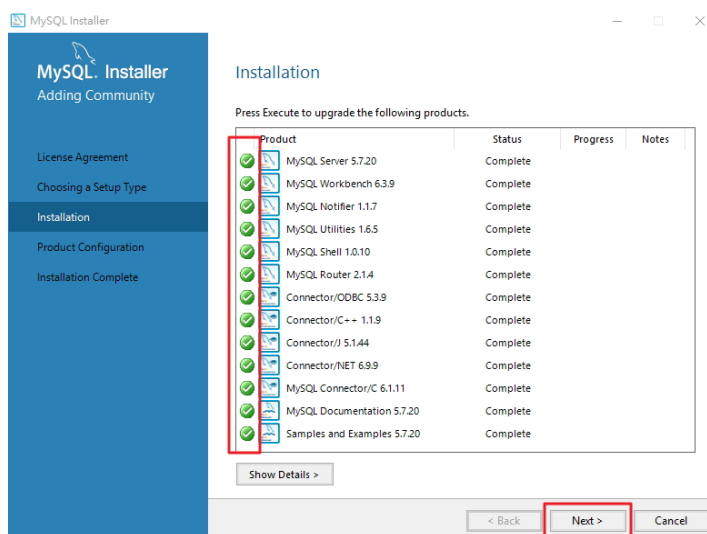 MySQL Installer
MySQL. Installer
Adding Community
License Agreement
Choosing a Setup Type
Installation
Product Configuration
Installation Complete
Installation
Press Execute to upgrade the following products.
Product Status Progress Notes
MySQL Server 5.7.20 Complete
MySQL Workbench 6.3.9 Complete
MySQL Notifier 1.1.7 Complete
MySQL Utilities 1.6.5 Complete
MySQL Shell 1.0.10 Complete
MySQL Router 2.1.4 Complete
Connector/ODBC 5.3.9 Complete
Connector/C++ 1.1.9 Complete
Connector/J 5.1.44 Complete
Connector/NET 6.9.9 Complete
MySQL Connector/C 6.1.11 Complete
MySQL Documentation 5.7.20 Complete
Samples and Examples 5.7.20 Complete
Show Details >
< Back Next > Cancel